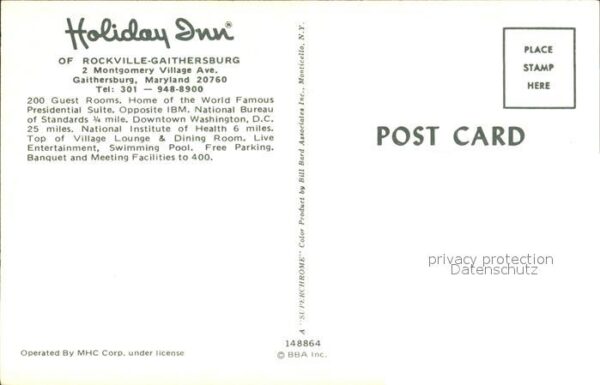 Holiday Inn®
OF ROCKVILLE-GAITHERSBURG
2 Montgomery Village Ave.
Gaithersburg, Maryland 20760
Tel: 301 — 948-8900
200 Guest Rooms. Home of the World Famous
Presidential Suite. Opposite IBM. National Bureau
of Standards ¾ mile. Downtown Washington, D.C.
25 miles. National Institute of Health 6 miles.
Top of Village Lounge & Dining Room. Live
Entertainment, Swimming Pool. Free Parking.
Banquet and Meeting Facilities to 400.
Operated By MHC Corp. under license
A "SUPERCHROME" Color Product by Bill Bard Associates Inc., Monticello, N.Y.
148864
© BBA Inc.
PLACE
STAMP
HERE
POST CARD
privacy protection
Datenschutz